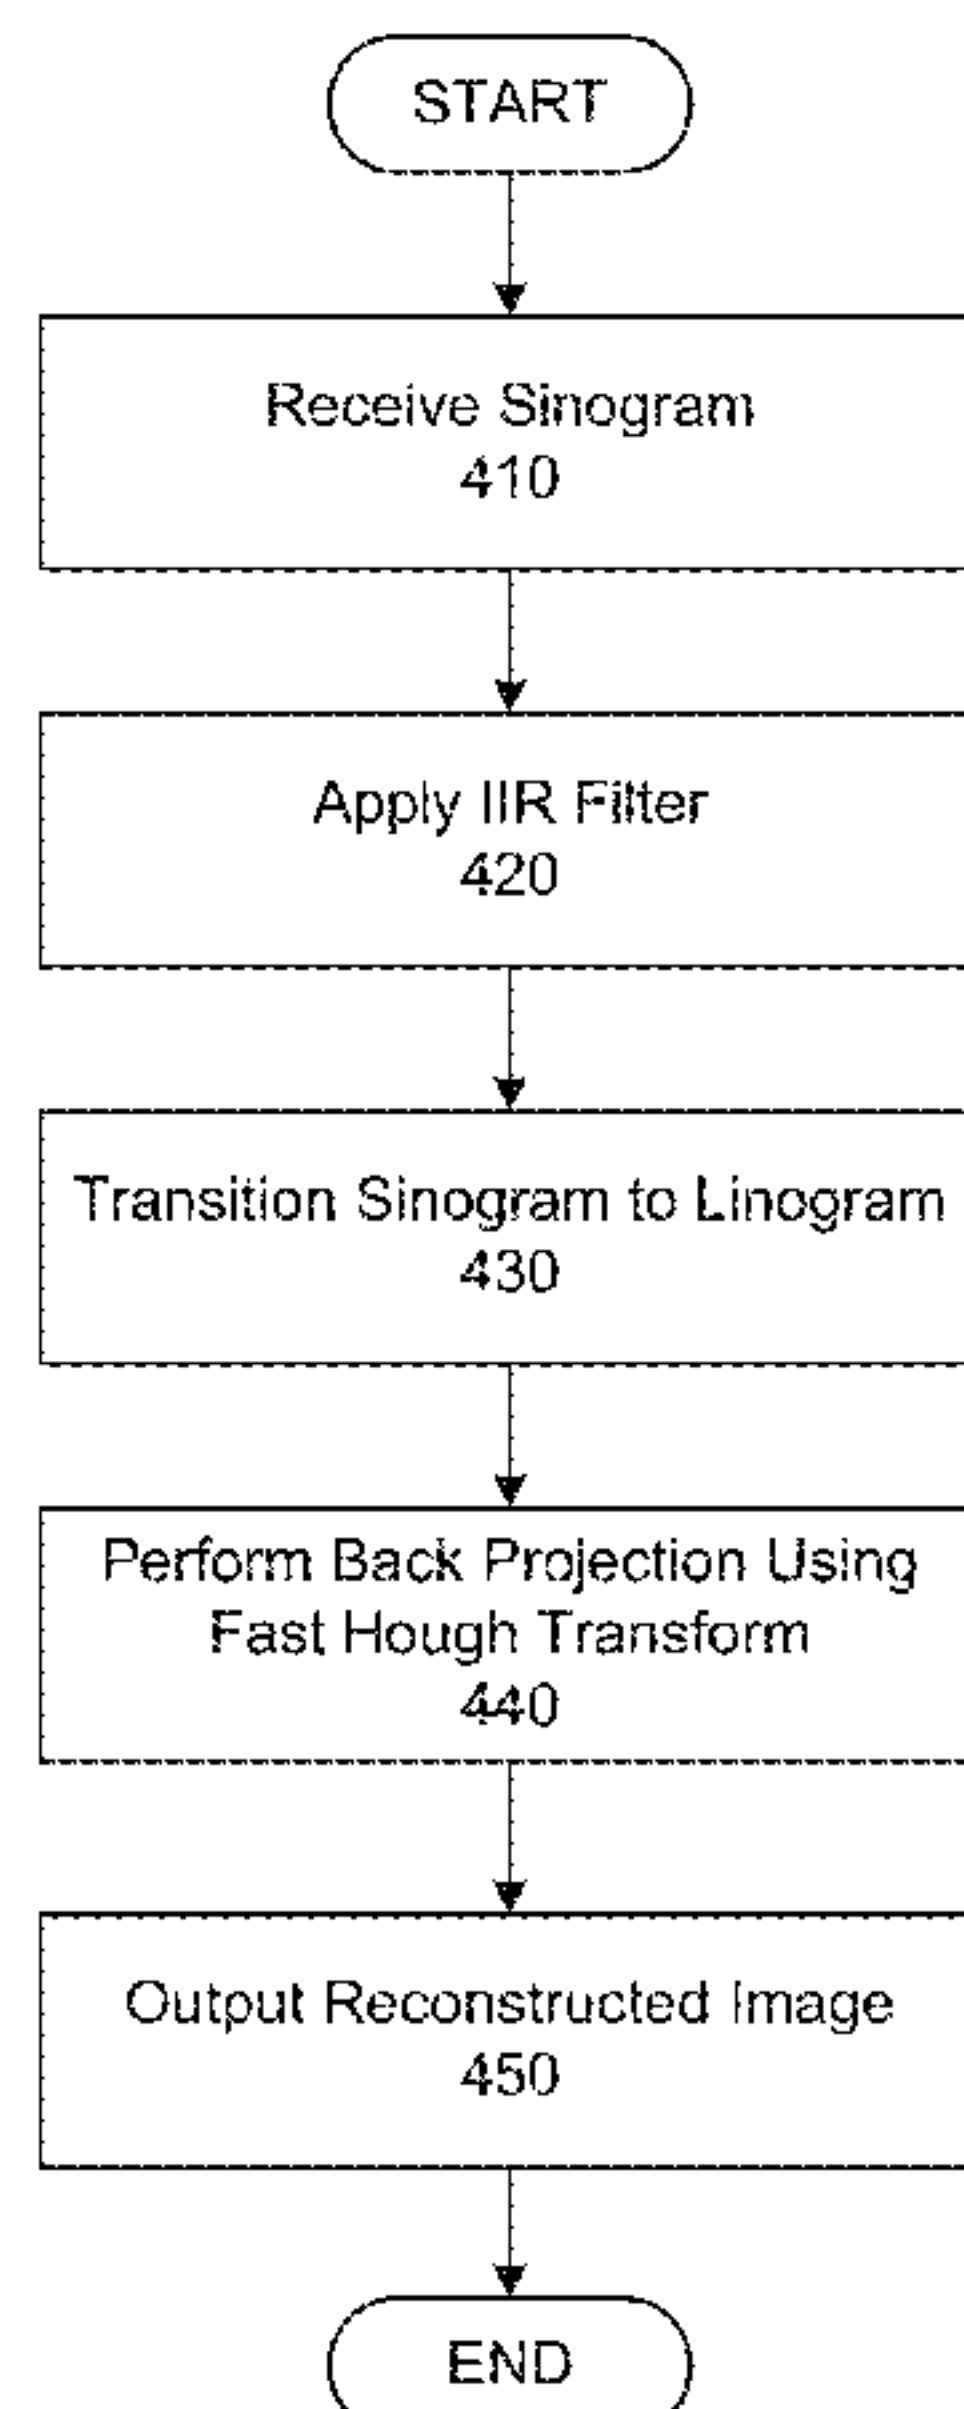 START
Receive Sinogram
410
Apply IIR Filter
420
Transition Sinogram to Linogram
430
Perform Back Projection Using
Fast Hough Transform
440
Output Reconstructed Image
450
END